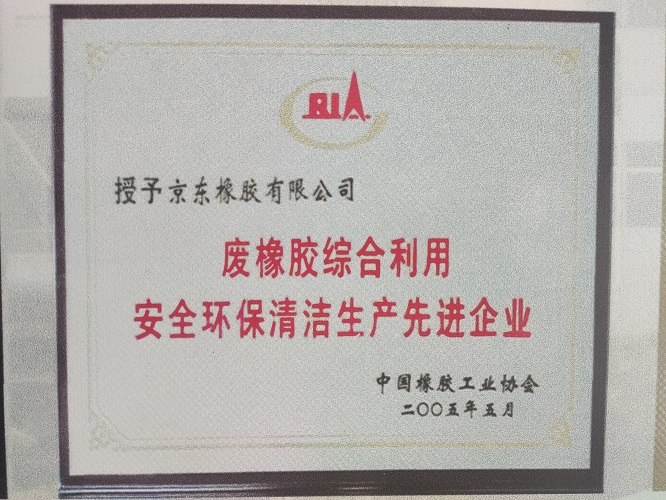 CRIA
授予京东橡胶有限公司
废橡胶综合利用
安全环保清洁生产先进企业
中国橡胶工业协会
二〇〇五年五月